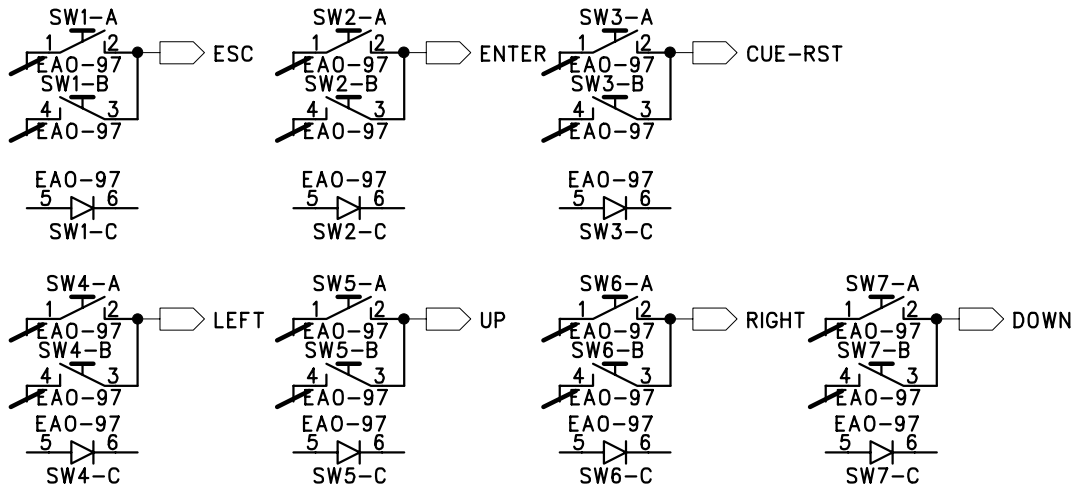 SW1-A SW2-A SW3-A
1 2 ESC 1 2 ENTER 1 2 CUE-RST
EAO-97 EAO-97 EAO-97
SW1-B SW2-B SW3-B
4 3 4 3 4 3
EAO-97 EAO-97 EAO-97
EAO-97 EAO-97 EAO-97
5 6 5 6 5 6
SW1-C SW2-C SW3-C
SW4-A SW5-A SW6-A SW7-A
1 2 LEFT 1 2 UP 1 2 RIGHT 1 2 DOWN
EAO-97 EAO-97 EAO-97 EAO-97
SW4-B SW5-B SW6-B SW7-B
4 3 4 3 4 3 4 3
EAO-97 EAO-97 EAO-97 EAO-97
EAO-97 EAO-97 EAO-97 EAO-97
5 6 5 6 5 6 5 6
SW4-C SW5-C SW6-C SW7-C